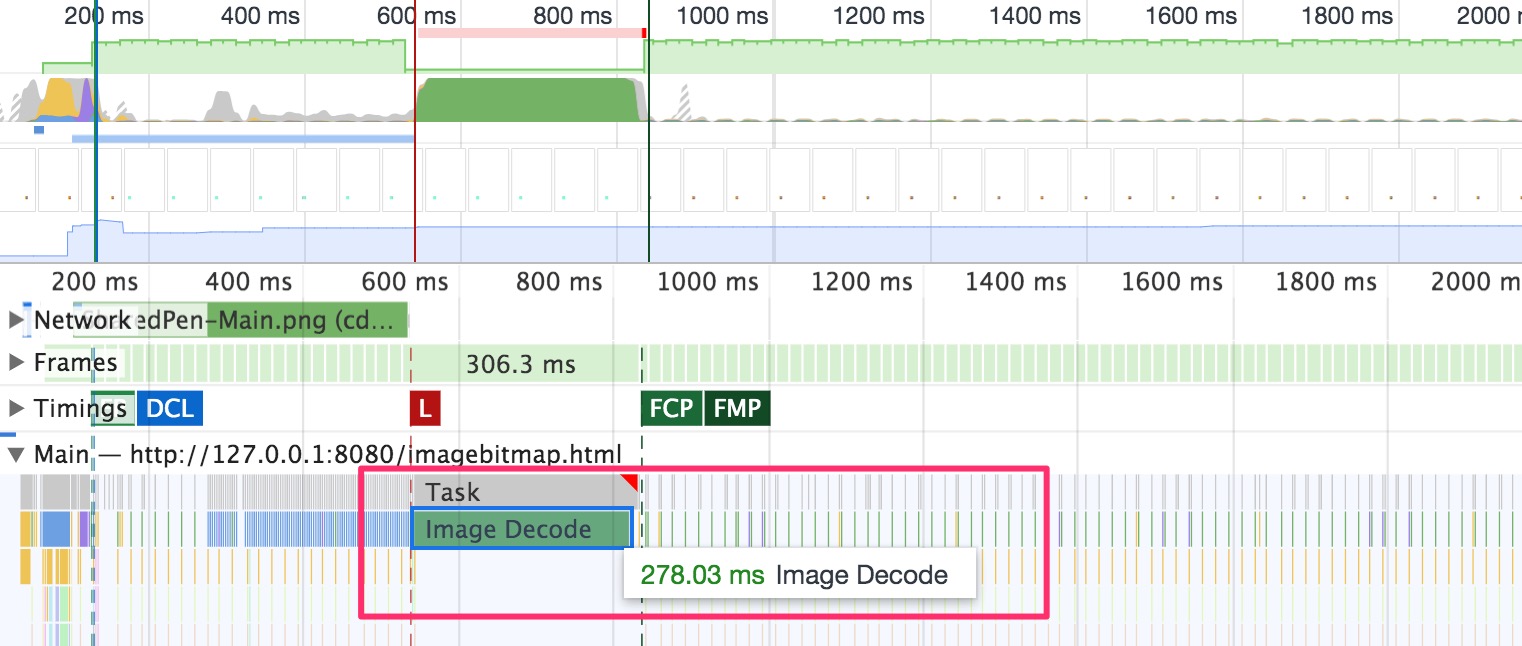 200 ms 400 ms 600 ms 800 ms 1000 ms 1200 ms 1400 ms 1600 ms 1800 ms 2000
200 ms 400 ms 600 ms 800 ms 1000 ms 1200 ms 1400 ms 1600 ms 1800 ms 2000 m
Network edPen-Main.png (cd...
Frames 306.3 ms
Timings DCL L FCP FMP
Main — http://127.0.0.1:8080/imagebitmap.html
Task
Image Decode
278.03 ms Image Decode